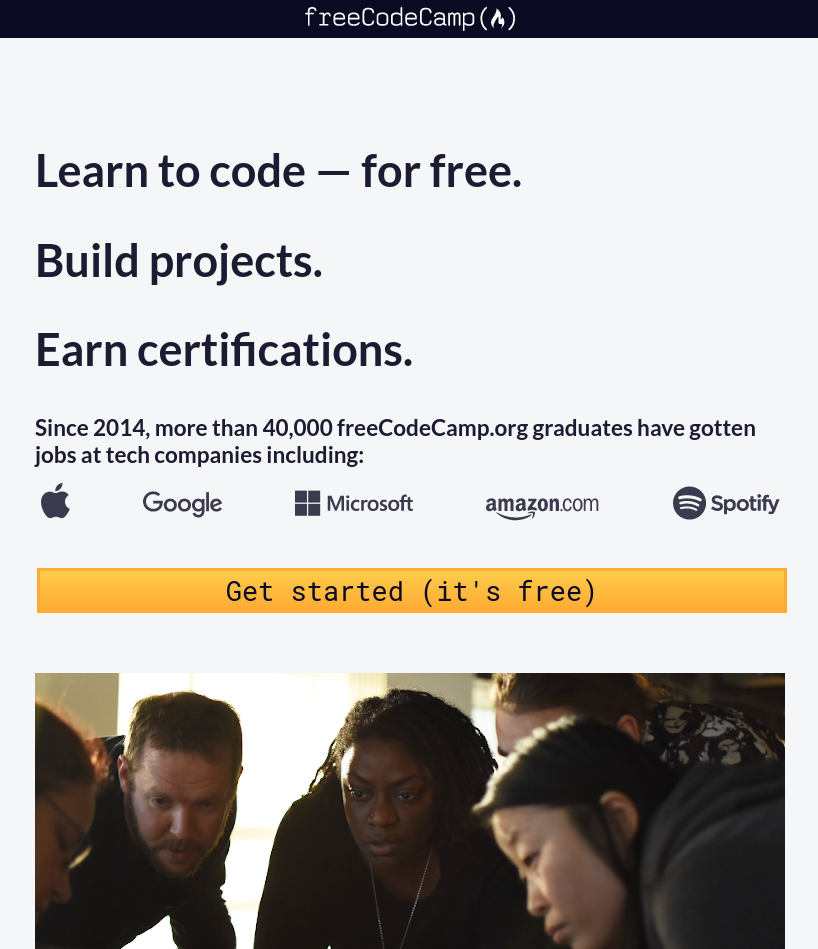 freeCodeCamp(🔥)
Learn to code — for free.
Build projects.
Earn certifications.
Since 2014, more than 40,000 freeCodeCamp.org graduates have gotten
jobs at tech companies including:
Google Microsoft amazon.com Spotify
Get started (it's free)